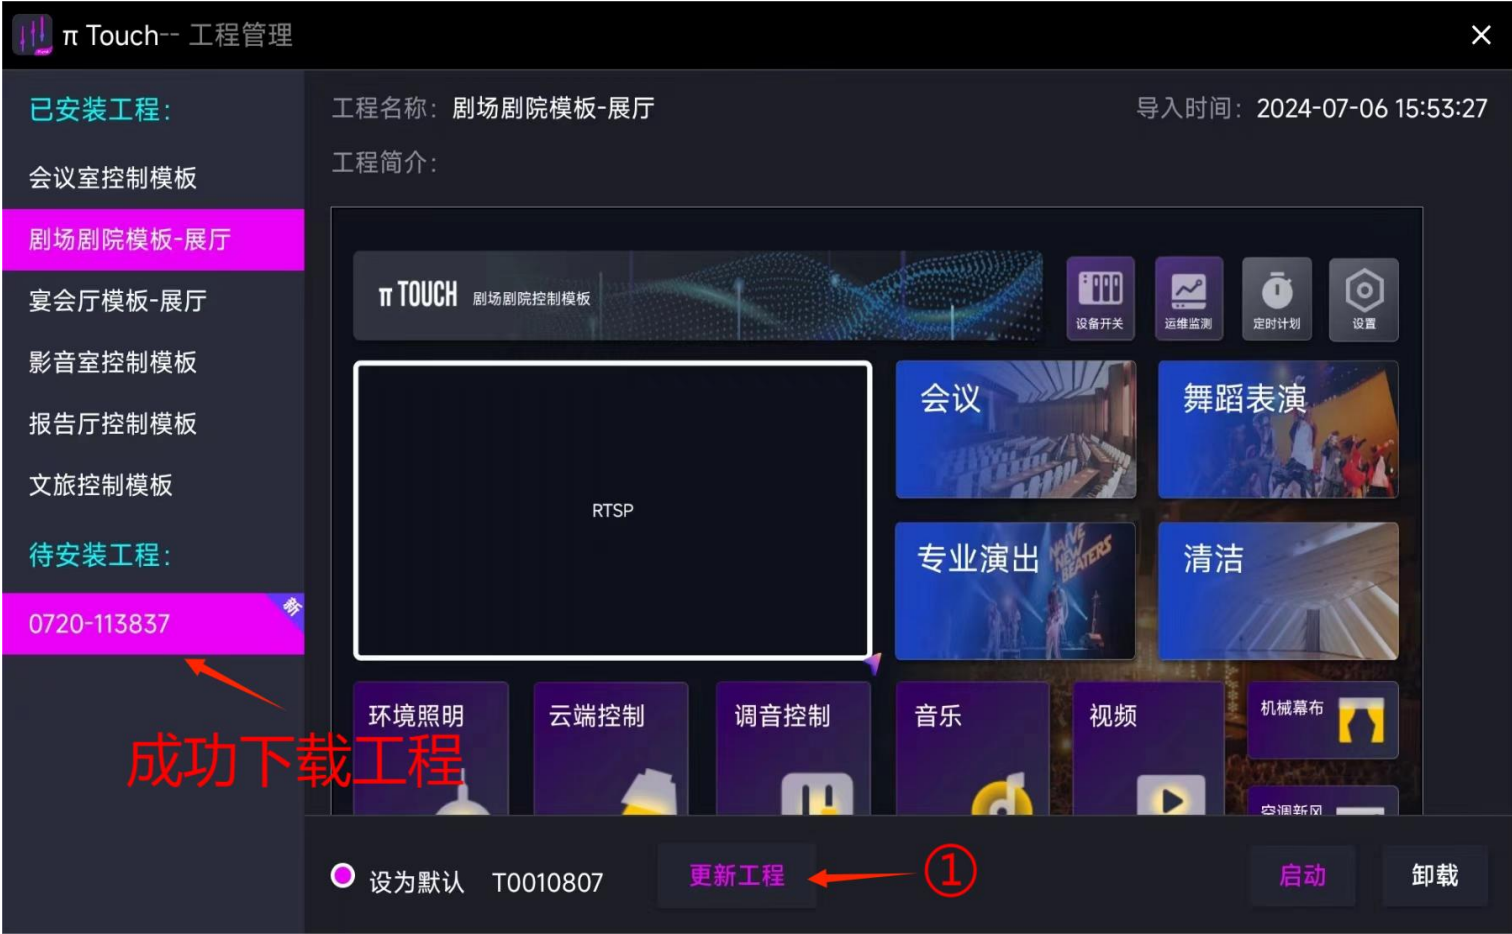 π Touch-- 工程管理
已安装工程：
会议室控制模板
剧场剧院模板-展厅
宴会厅模板-展厅
影音室控制模板
报告厅控制模板
文旅控制模板
待安装工程：
0720-113837
新
成功下载工程
工程名称：剧场剧院模板-展厅
导入时间：2024-07-06 15:53:27
工程简介：
π TOUCH 剧场剧院控制模板
设备开关
运维监测
定时计划
设置
RTSP
会议
舞蹈表演
专业演出
NAIVE
NEW
BEATERS
清洁
环境照明
云端控制
调音控制
音乐
视频
机械幕布
空调新风
设为默认 T0010807
更新工程
①
启动
卸载